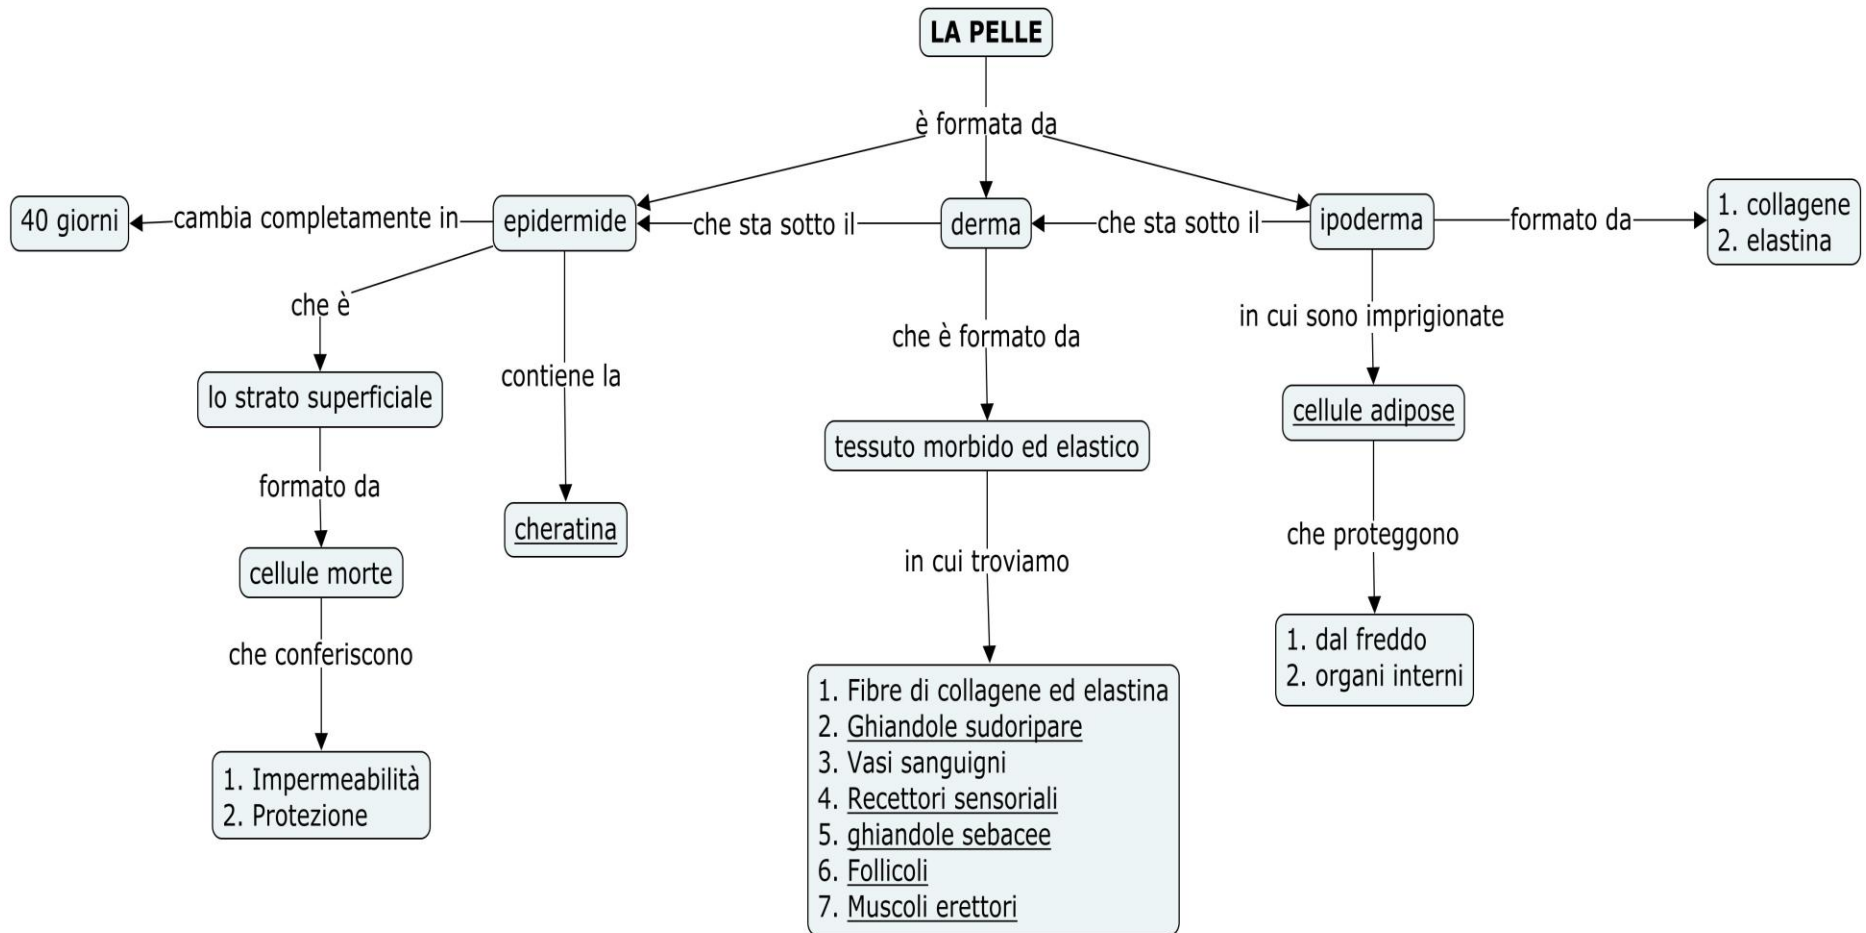 LA PELLE
è formata da
40 giorni
cambia completamente in
epidermide
che sta sotto il
derma
che sta sotto il
ipoderma
formato da
1. collagene
2. elastina
che è
lo strato superficiale
formato da
cellule morte
che conferiscono
1. Impermeabilità
2. Protezione
contiene la
cheratina
che è formato da
tessuto morbido ed elastico
in cui troviamo
1. Fibre di collagene ed elastina
2. Ghiandole sudoripare
3. Vasi sanguigni
4. Recettori sensoriali
5. ghiandole sebacee
6. Follicoli
7. Muscoli erettori
in cui sono imprigionate
cellule adipose
che proteggono
1. dal freddo
2. organi interni